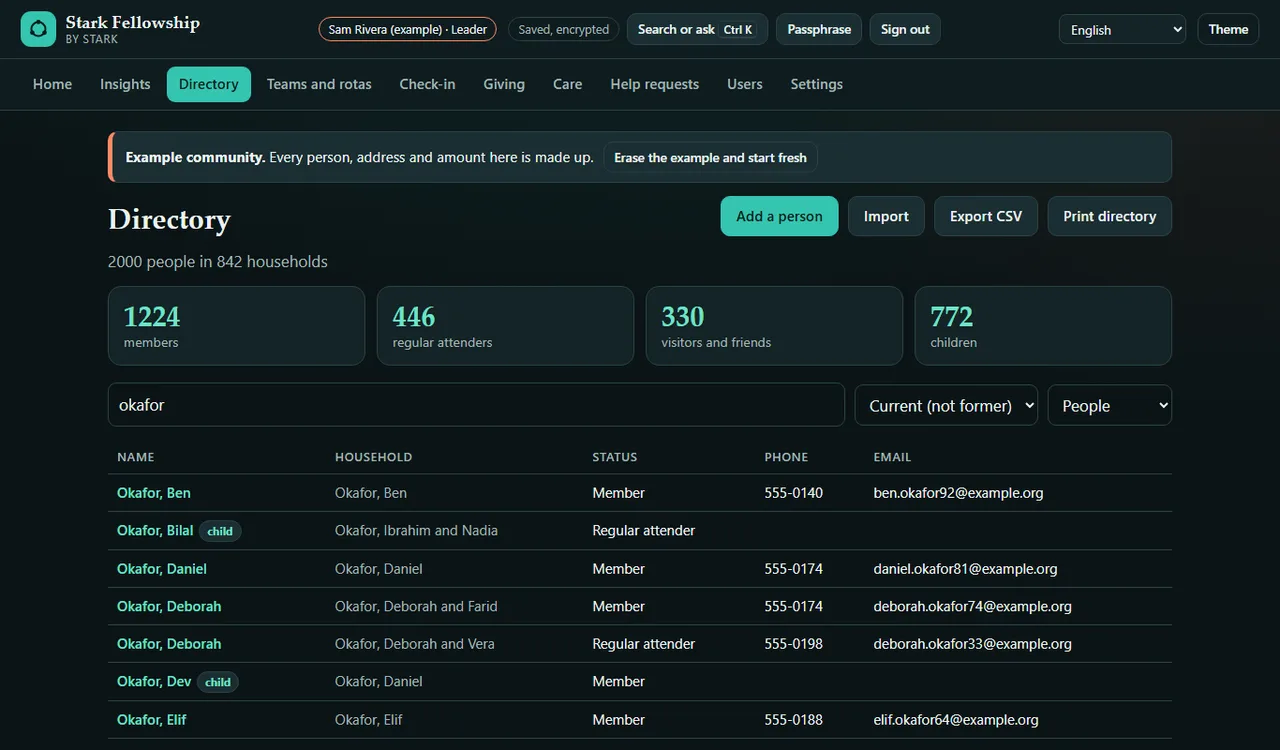 Stark Fellowship
BY STARK
Sam Rivera (example) · Leader
Saved, encrypted
Search or ask Ctrl K
Passphrase
Sign out
English
Theme
Home Insights Directory Teams and rotas Check-in Giving Care Help requests Users Settings
Example community. Every person, address and amount here is made up. Erase the example and start fresh
Directory
Add a person Import Export CSV Print directory
2000 people in 842 households
1224
members
446
regular attenders
330
visitors and friends
772
children
okafor
Current (not former)
People
NAME HOUSEHOLD STATUS PHONE EMAIL
Okafor, Ben Okafor, Ben Member 555-0140 ben.okafor92@example.org
Okafor, Bilal child Okafor, Ibrahim and Nadia Regular attender
Okafor, Daniel Okafor, Daniel Member 555-0174 daniel.okafor81@example.org
Okafor, Deborah Okafor, Deborah and Farid Member 555-0174 deborah.okafor74@example.org
Okafor, Deborah Okafor, Deborah and Vera Regular attender 555-0198 deborah.okafor33@example.org
Okafor, Dev child Okafor, Daniel Member
Okafor, Elif Okafor, Elif Member 555-0188 elif.okafor64@example.org